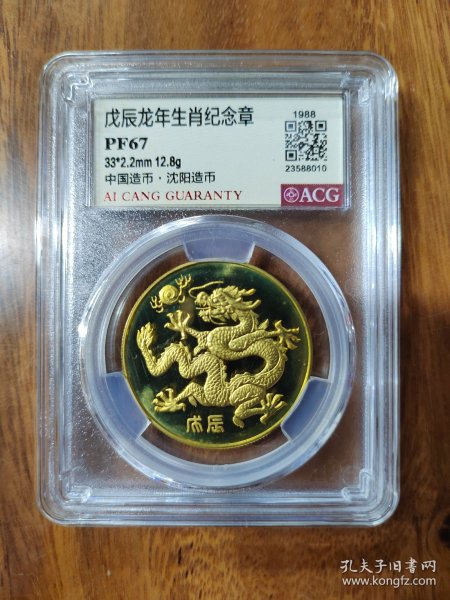 戊辰龙年生肖纪念章
PF67
33*2.2mm 12.8g
中国造币·沈阳造币
AI CANG GUARANTY
1988
23588010
ACG
戊辰
孔夫子旧书网
www.kongfz.com